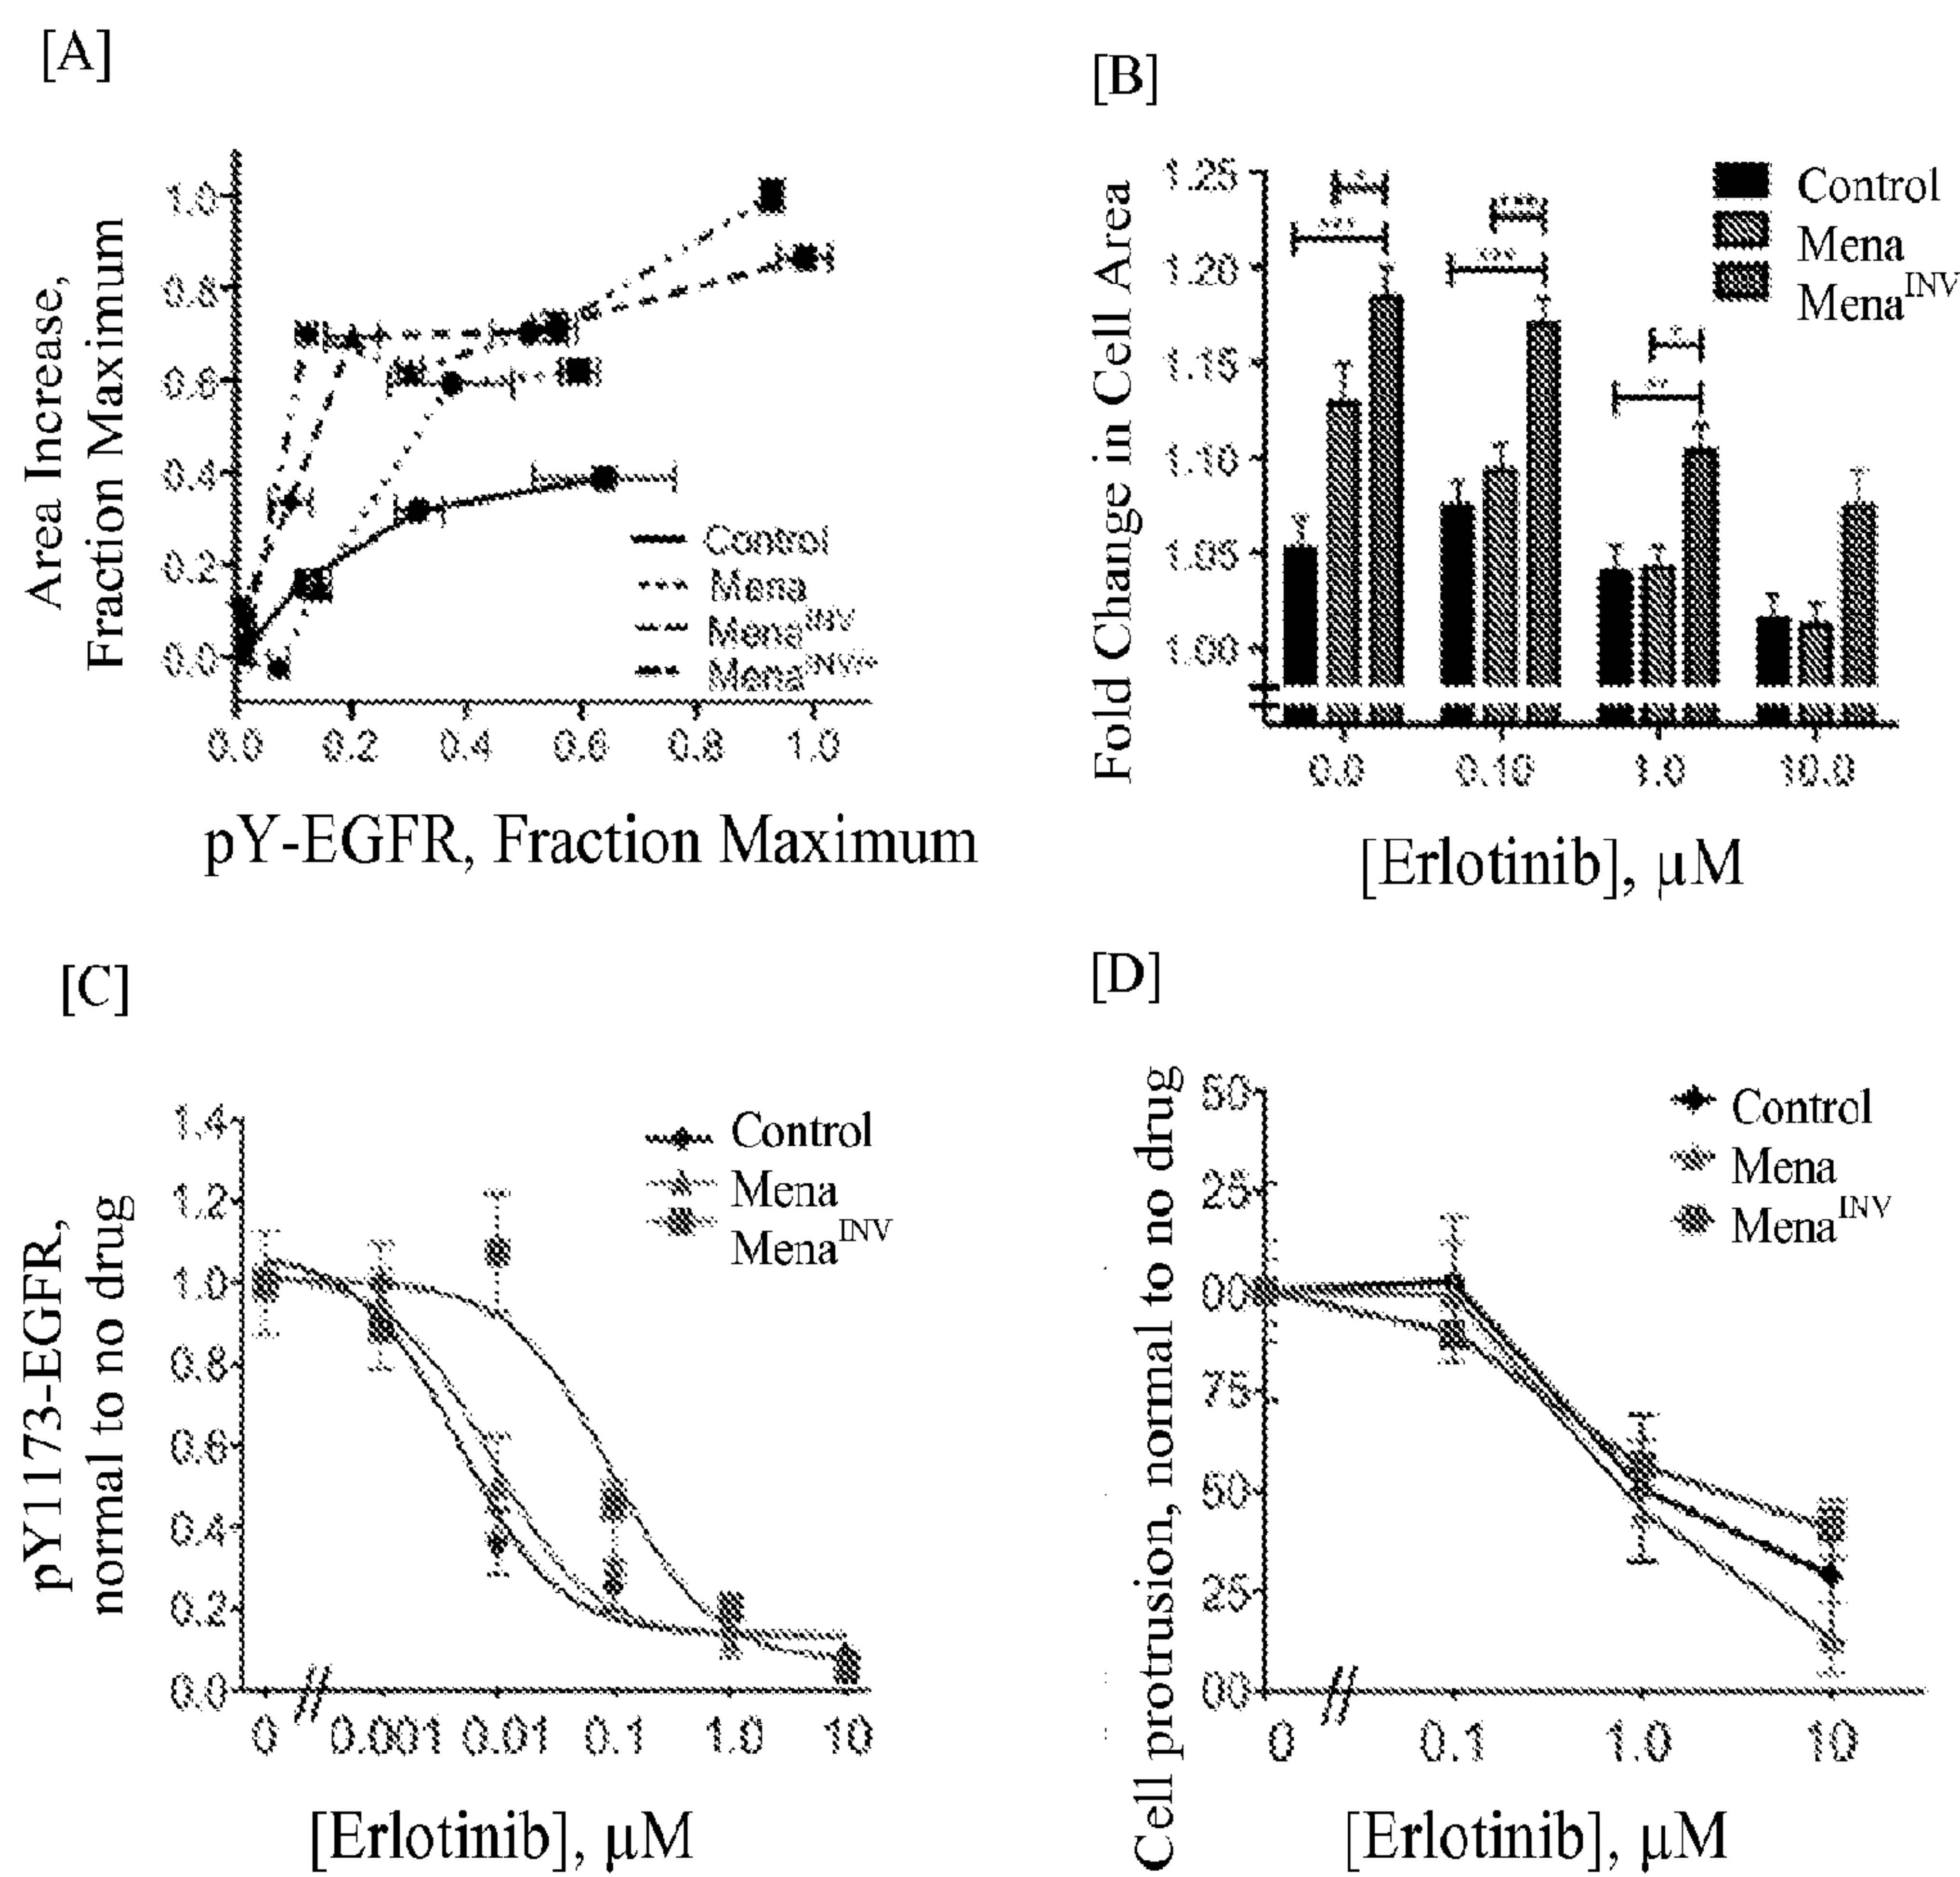 [A]
Area Increase,
Fraction Maximum
1.0
0.8
0.6
0.4
0.2
0.0
0.0 0.2 0.4 0.6 0.8 1.0
Control
Mena
Mena^INV
pY-EGFR, Fraction Maximum
[B]
Fold Change in Cell Area
1.25
1.20
1.15
1.10
1.05
1.00
0.0 0.10 1.0 10.0
Control
Mena
Mena^INV
[Erlotinib], µM
[C]
pY1173-EGFR,
normal to no drug
1.4
1.2
1.0
0.8
0.6
0.4
0.2
0.0
0 0.001 0.01 0.1 1.0 10
Control
Mena
Mena^INV
[Erlotinib], µM
[D]
Cell protrusion, normal to no drug
50
25
00
75
50
25
00
0 0.1 1.0 10
Control
Mena
Mena^INV
[Erlotinib], µM